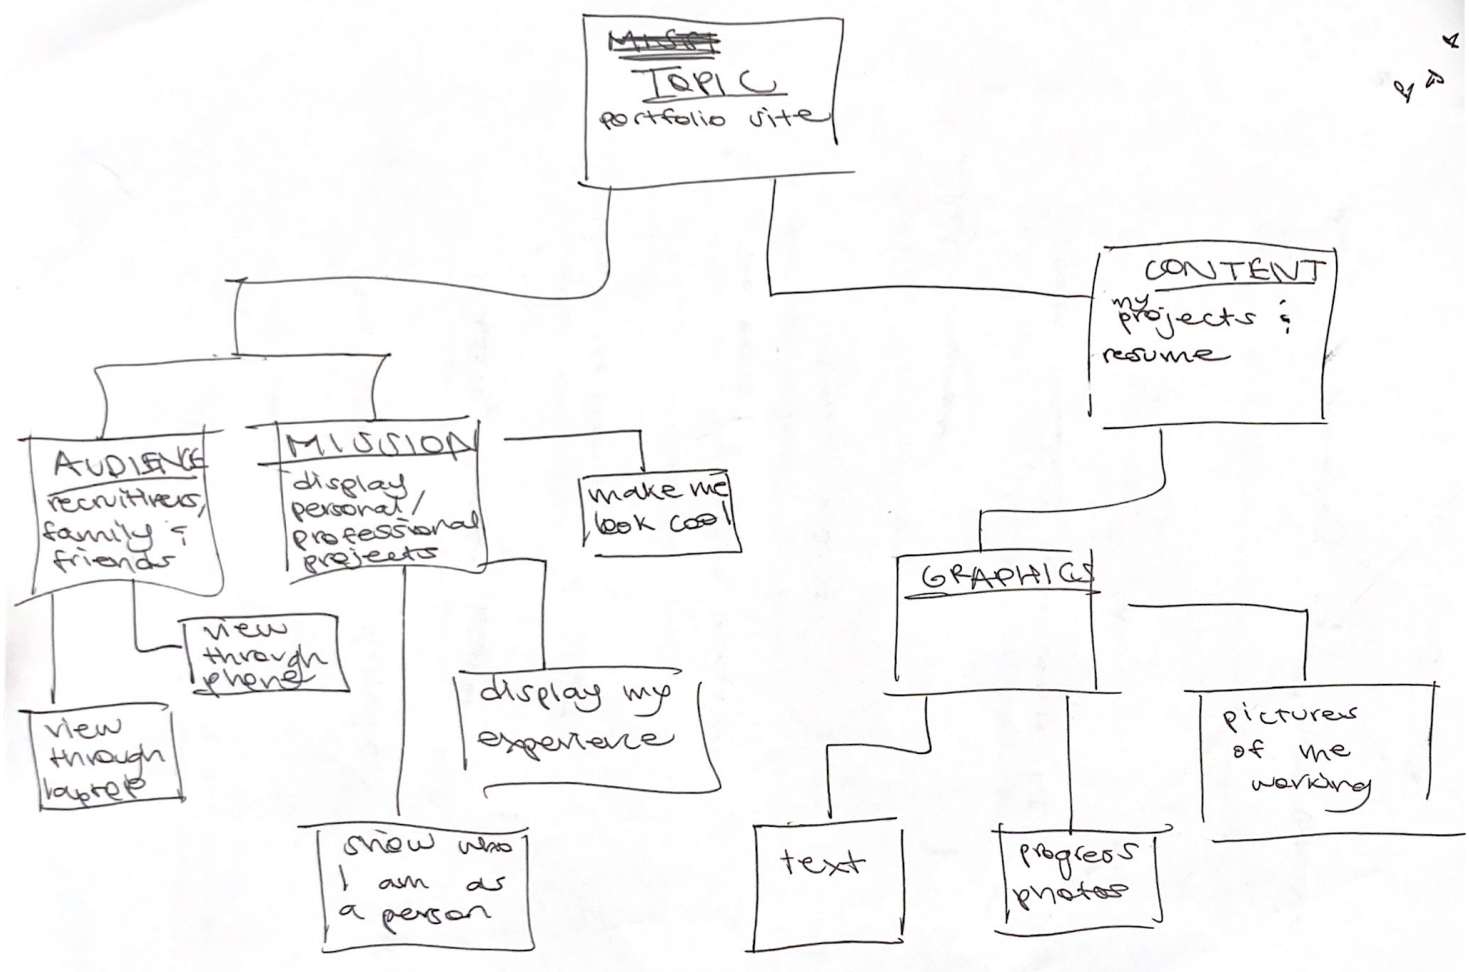 TOPIC
portfolio site
CONTENT
my
projects &
resume
AUDIENCE
recruitirers,
family &
friends
MISSION
display
personal/
professional
projects
make me
look cool
GRAPHICS
view
through
phone
view
through
laptop
display my
experience
pictures
of me
working
show who
I am as
a person
text
progress
photos